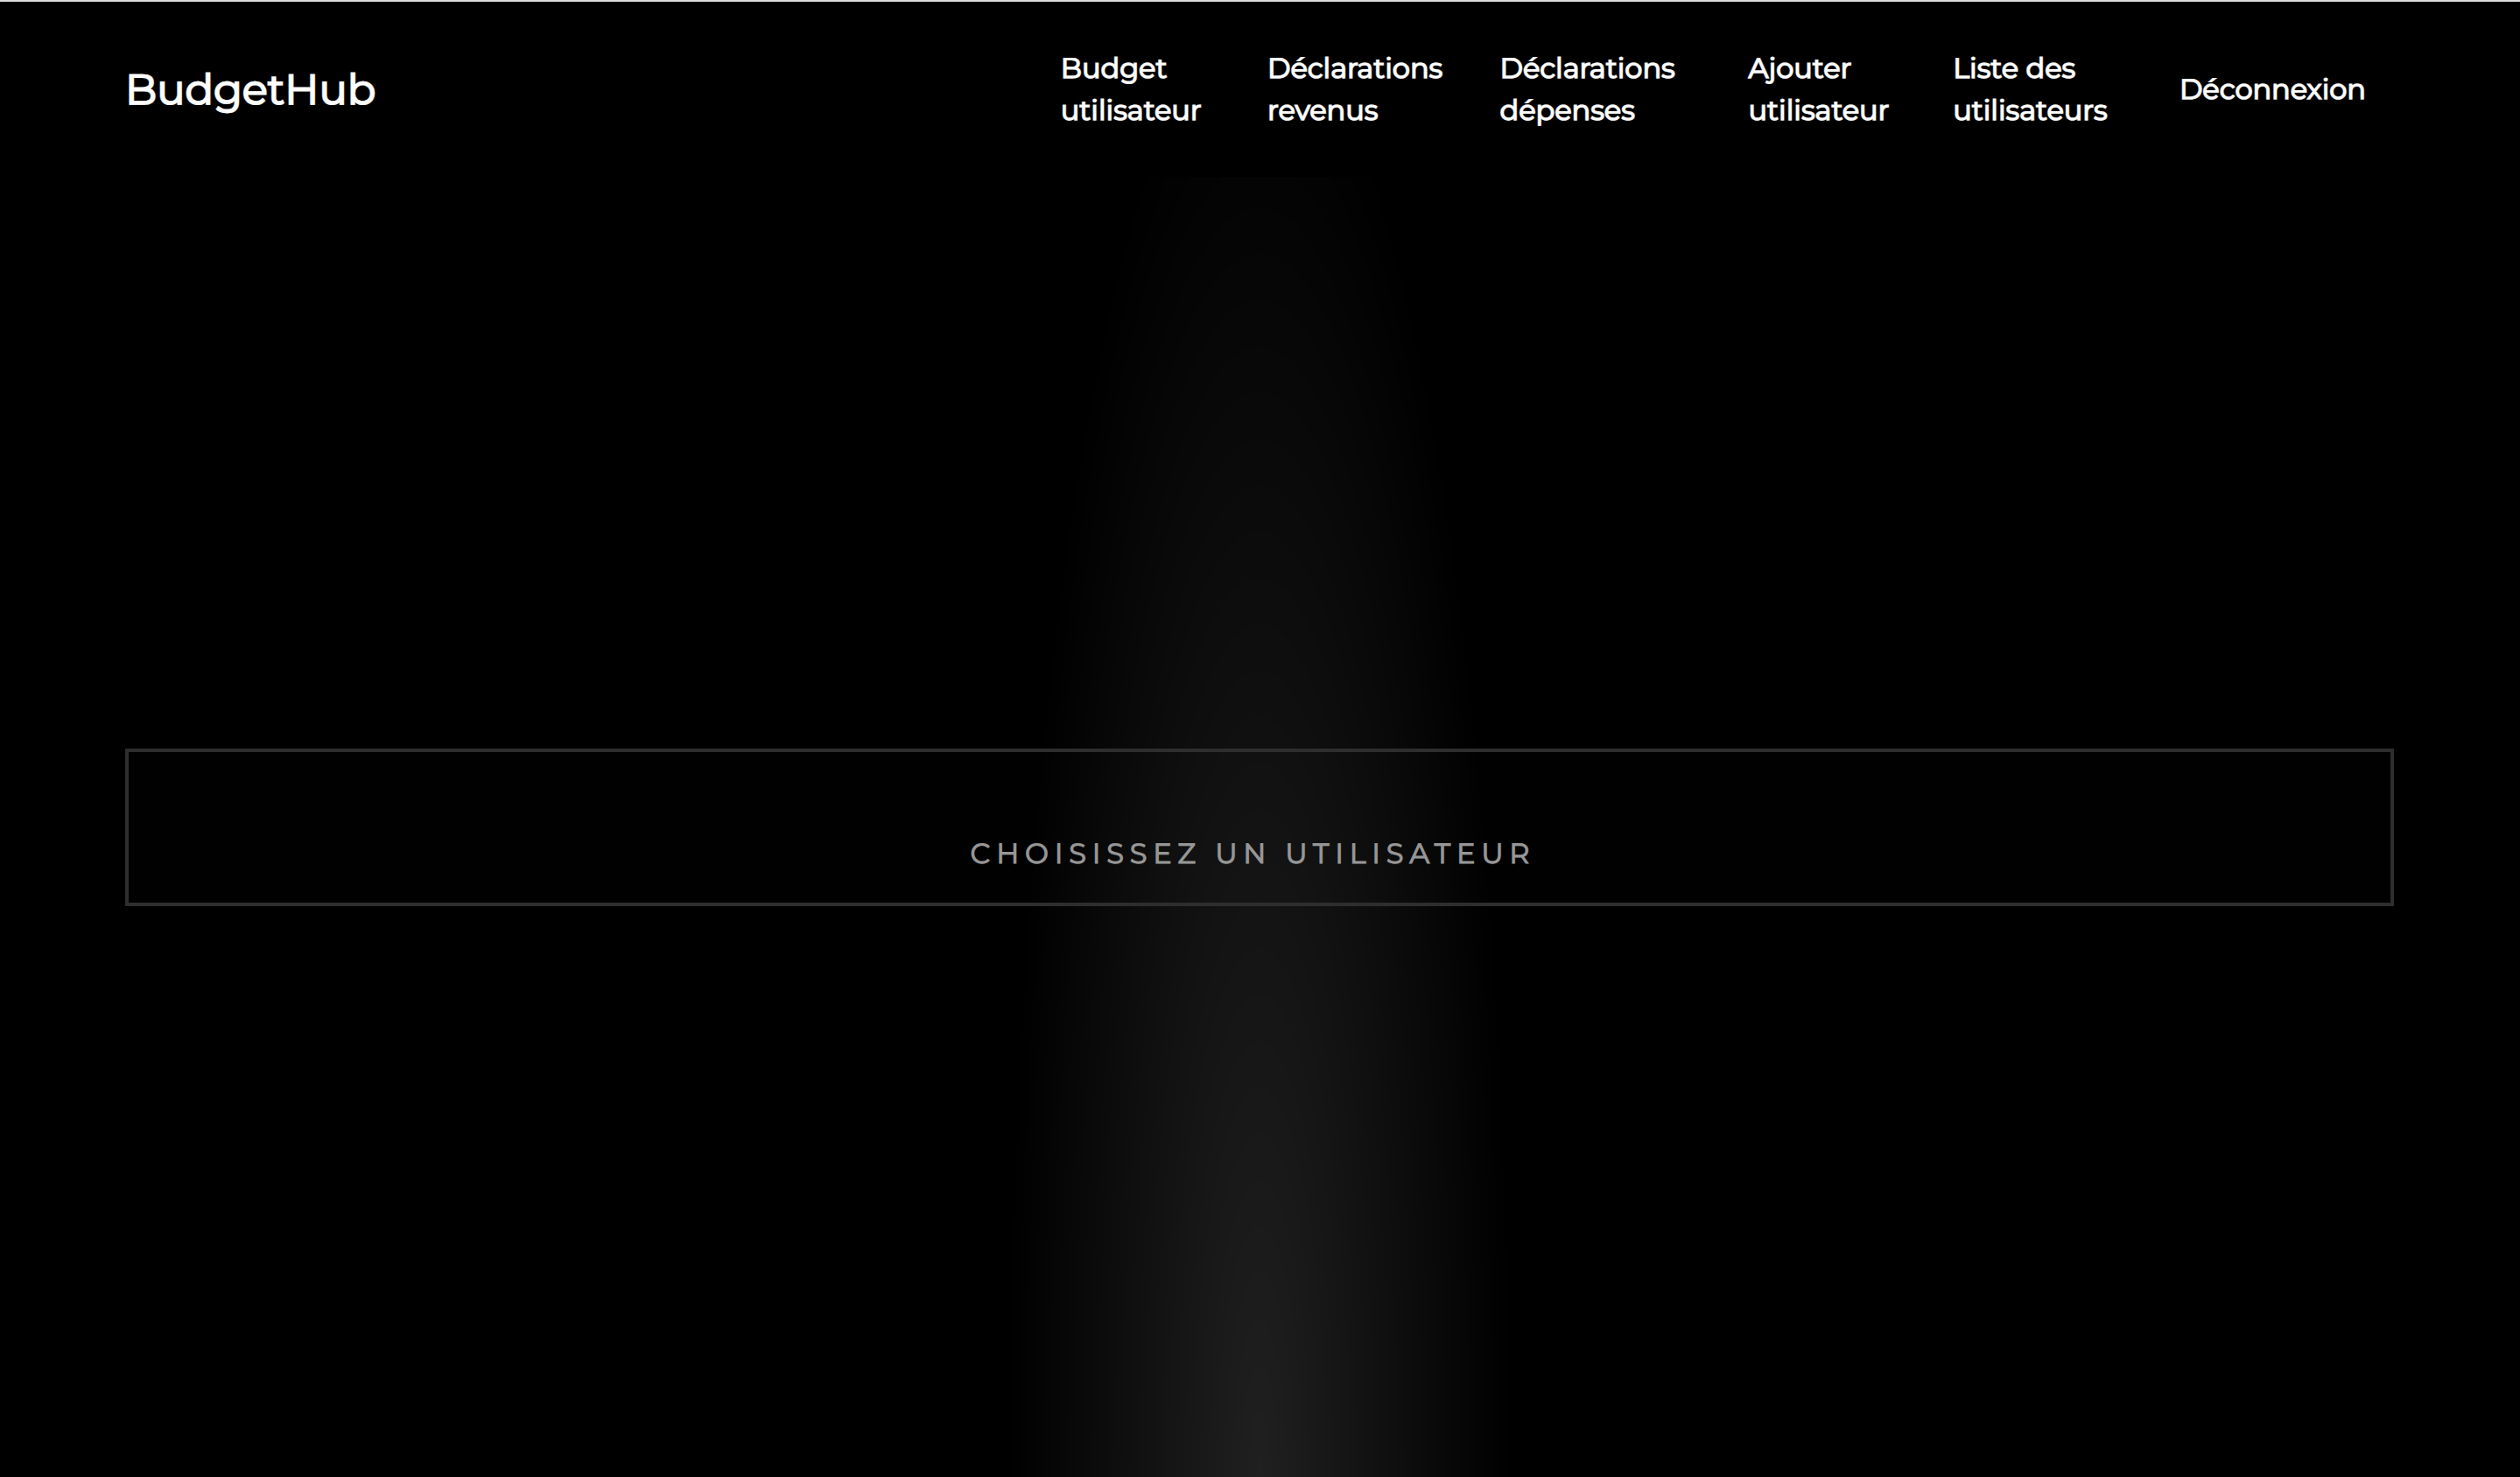 BudgetHub
Budget utilisateur
Déclarations revenus
Déclarations dépenses
Ajouter utilisateur
Liste des utilisateurs
Déconnexion
CHOISISSEZ UN UTILISATEUR